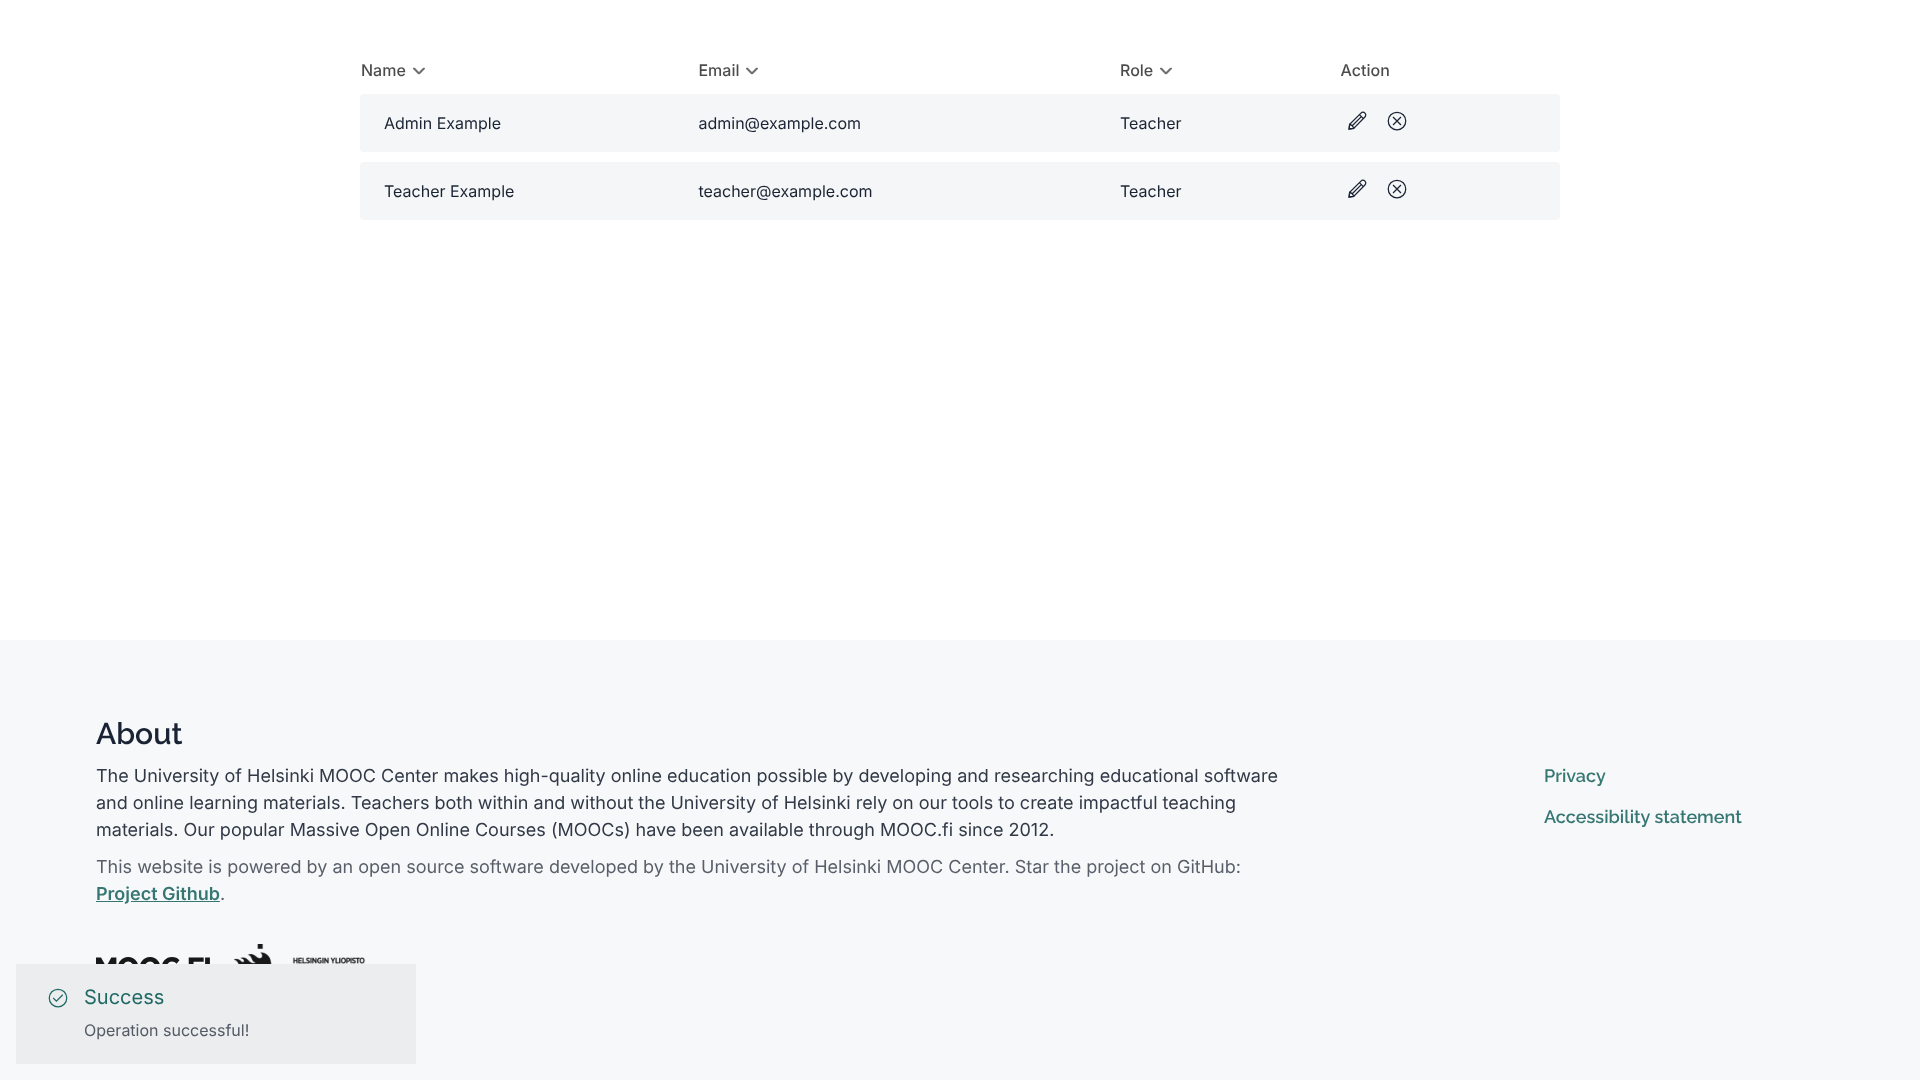 Name Email Role Action
Admin Example admin@example.com Teacher
Teacher Example teacher@example.com Teacher
About
The University of Helsinki MOOC Center makes high-quality online education possible by developing and researching educational software
and online learning materials. Teachers both within and without the University of Helsinki rely on our tools to create impactful teaching
materials. Our popular Massive Open Online Courses (MOOCs) have been available through MOOC.fi since 2012.
This website is powered by an open source software developed by the University of Helsinki MOOC Center. Star the project on GitHub:
Project Github.
Privacy
Accessibility statement
HELSINGIN YLIOPISTO
Success
Operation successful!